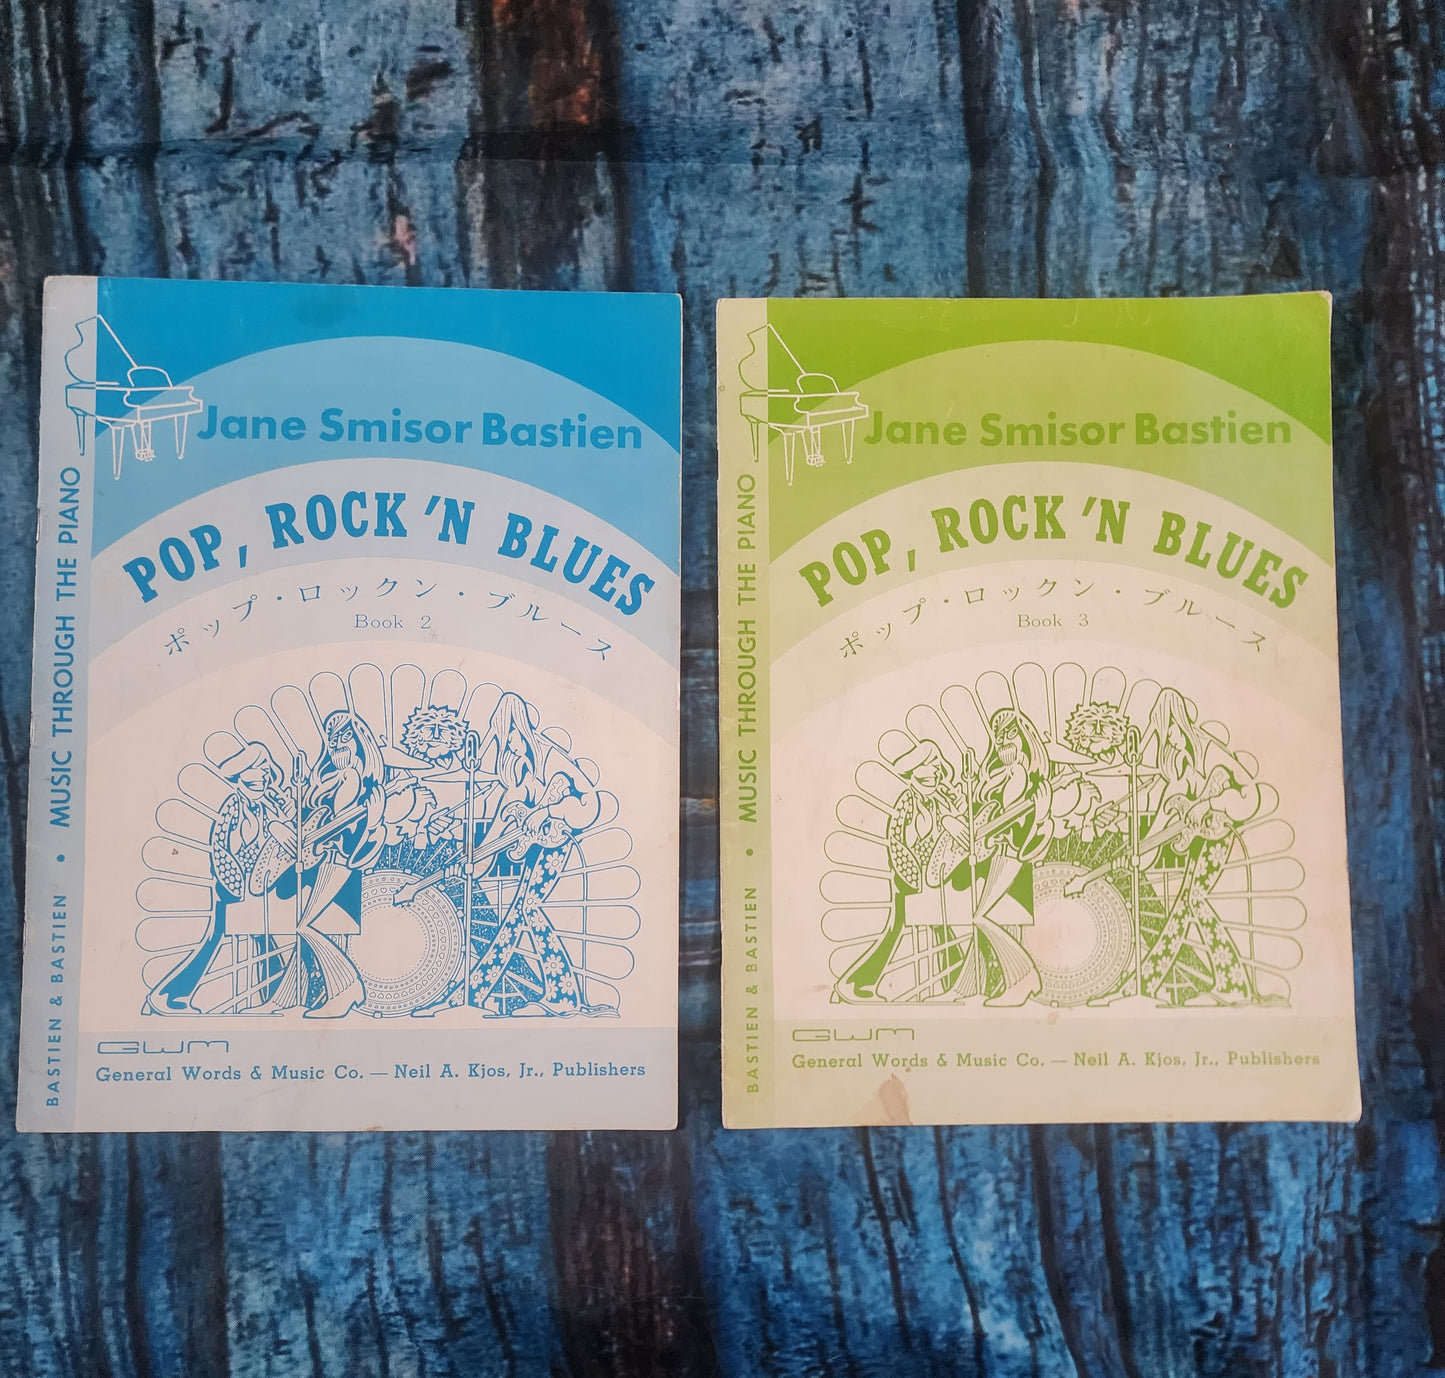 Jane Smisor Bastien
POP, ROCK 'N BLUES
ポップ・ロックン・ブルース
Book 2
MUSIC THROUGH THE PIANO
BASTIEN & BASTIEN •
GWM
General Words & Music Co. — Neil A. Kjos, Jr., Publishers
Jane Smisor Bastien
POP, ROCK 'N BLUES
ポップ・ロックン・ブルース
Book 3
MUSIC THROUGH THE PIANO
BASTIEN & BASTIEN •
GWM
General Words & Music Co. — Neil A. Kjos, Jr., Publishers